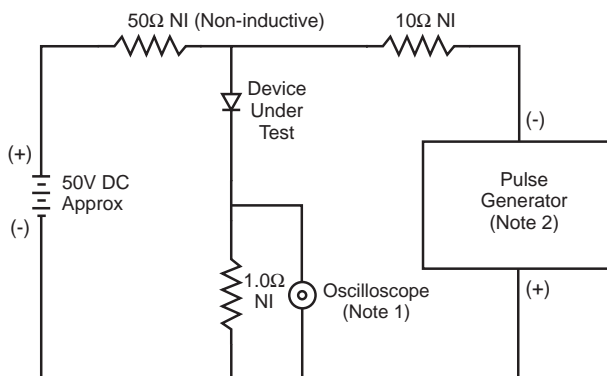 50Ω NI (Non-inductive)
10Ω NI
Device
Under
Test
(-)
(+)
50V DC
Approx
(-)
Pulse
Generator
(Note 2)
1.0Ω
NI
Oscilloscope
(Note 1)
(+)